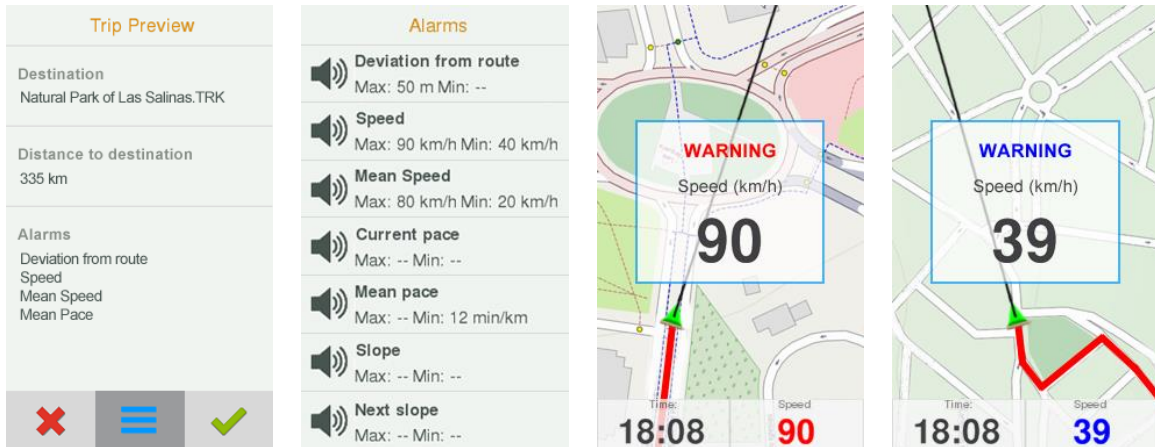 Trip Preview
Destination
Natural Park of Las Salinas.TRK
Distance to destination
335 km
Alarms
Deviation from route
Speed
Mean Speed
Mean Pace
Alarms
Deviation from route
Max: 50 m Min: --
Speed
Max: 90 km/h Min: 40 km/h
Mean Speed
Max: 80 km/h Min: 20 km/h
Current pace
Max: -- Min: --
Mean pace
Max: -- Min: 12 min/km
Slope
Max: -- Min: --
Next slope
Max: -- Min: --
WARNING
Speed (km/h)
90
Time: Speed
18:08 90
WARNING
Speed (km/h)
39
Time: Speed
18:08 39